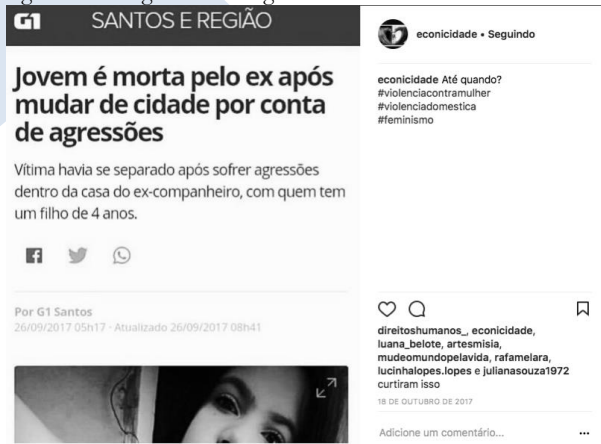 G1 SANTOS E REGIÃO
Jovem é morta pelo ex após
mudar de cidade por conta
de agressões
Vítima havia se separado após sofrer agressões
dentro da casa do ex-companheiro, com quem tem
um filho de 4 anos.
Por G1 Santos
26/09/2017 05h17 · Atualizado 26/09/2017 08h41
econicidade • Seguindo
econicidade Até quando?
#violenciacontramulher
#violenciadomestica
#feminismo
direitoshumanos_, econicidade,
luana_belote, artesmisia,
mudeomundopelavida, rafamelara,
lucinhalopes.lopes e julianasouza1972
curtiram isso
18 DE OUTUBRO DE 2017
Adicione um comentário...